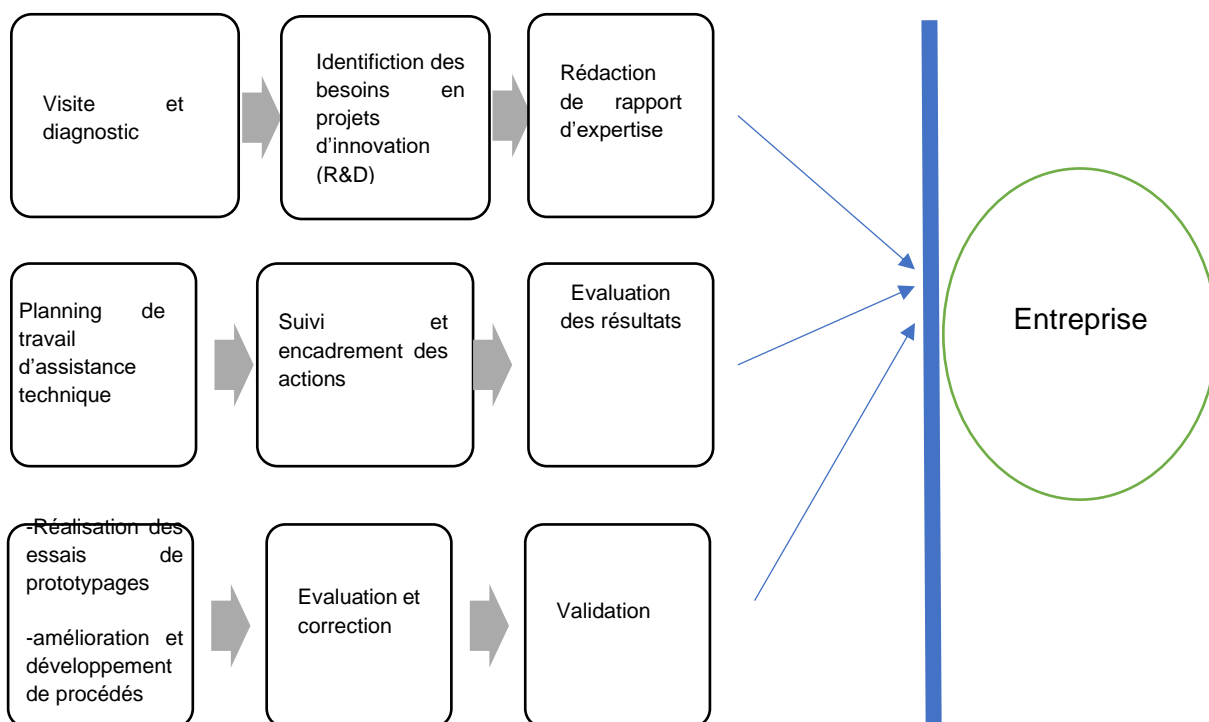 Visite et
diagnostic
Identifiction des
besoins en
projets
d’innovation
(R&D)
Rédaction
de rapport
d’expertise
Planning de
travail
d’assistance
technique
Suivi et
encadrement des
actions
Evaluation
des résultats
Entreprise
-Réalisation des
essais de
prototypages
-amélioration et
développement
de procédés
Evaluation et
correction
Validation